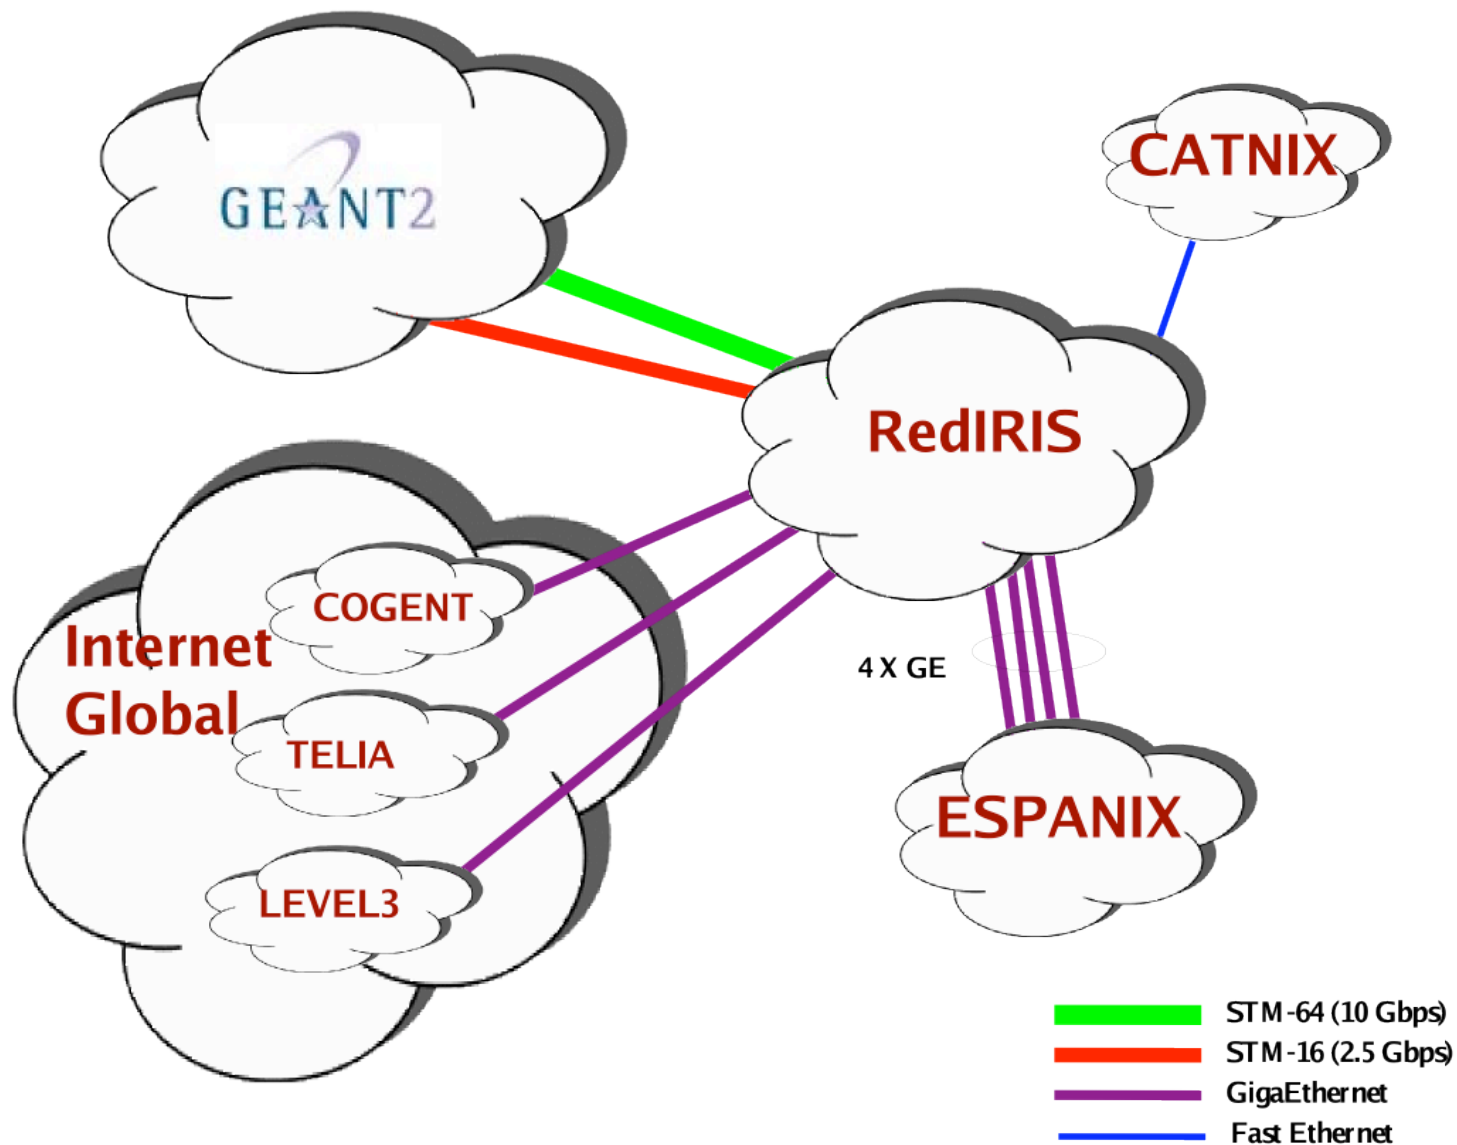 GEANT2
CATNIX
RedIRIS
Internet
Global
COGENT
TELIA
LEVEL3
4 X GE
ESPANIX
STM-64 (10 Gbps)
STM-16 (2.5 Gbps)
GigaEthernet
Fast Ethernet